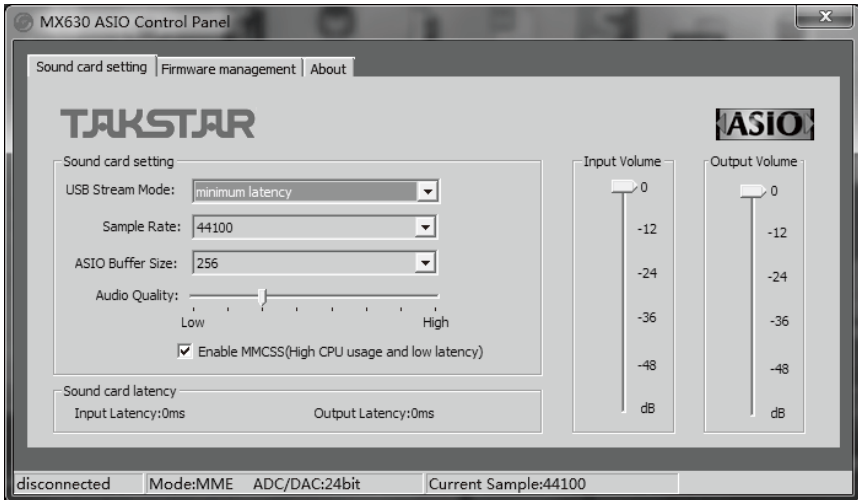 MX630 ASIO Control Panel
x
Sound card setting Firmware management About
TAKSTAR
ASIO
Sound card setting
USB Stream Mode: minimum latency
Sample Rate: 44100
ASIO Buffer Size: 256
Audio Quality:
Low High
Enable MMCSS(High CPU usage and low latency)
Sound card latency
Input Latency:0ms Output Latency:0ms
Input Volume
0
-12
-24
-36
-48
dB
Output Volume
0
-12
-24
-36
-48
dB
disconnected Mode:MME ADC/DAC:24bit Current Sample:44100